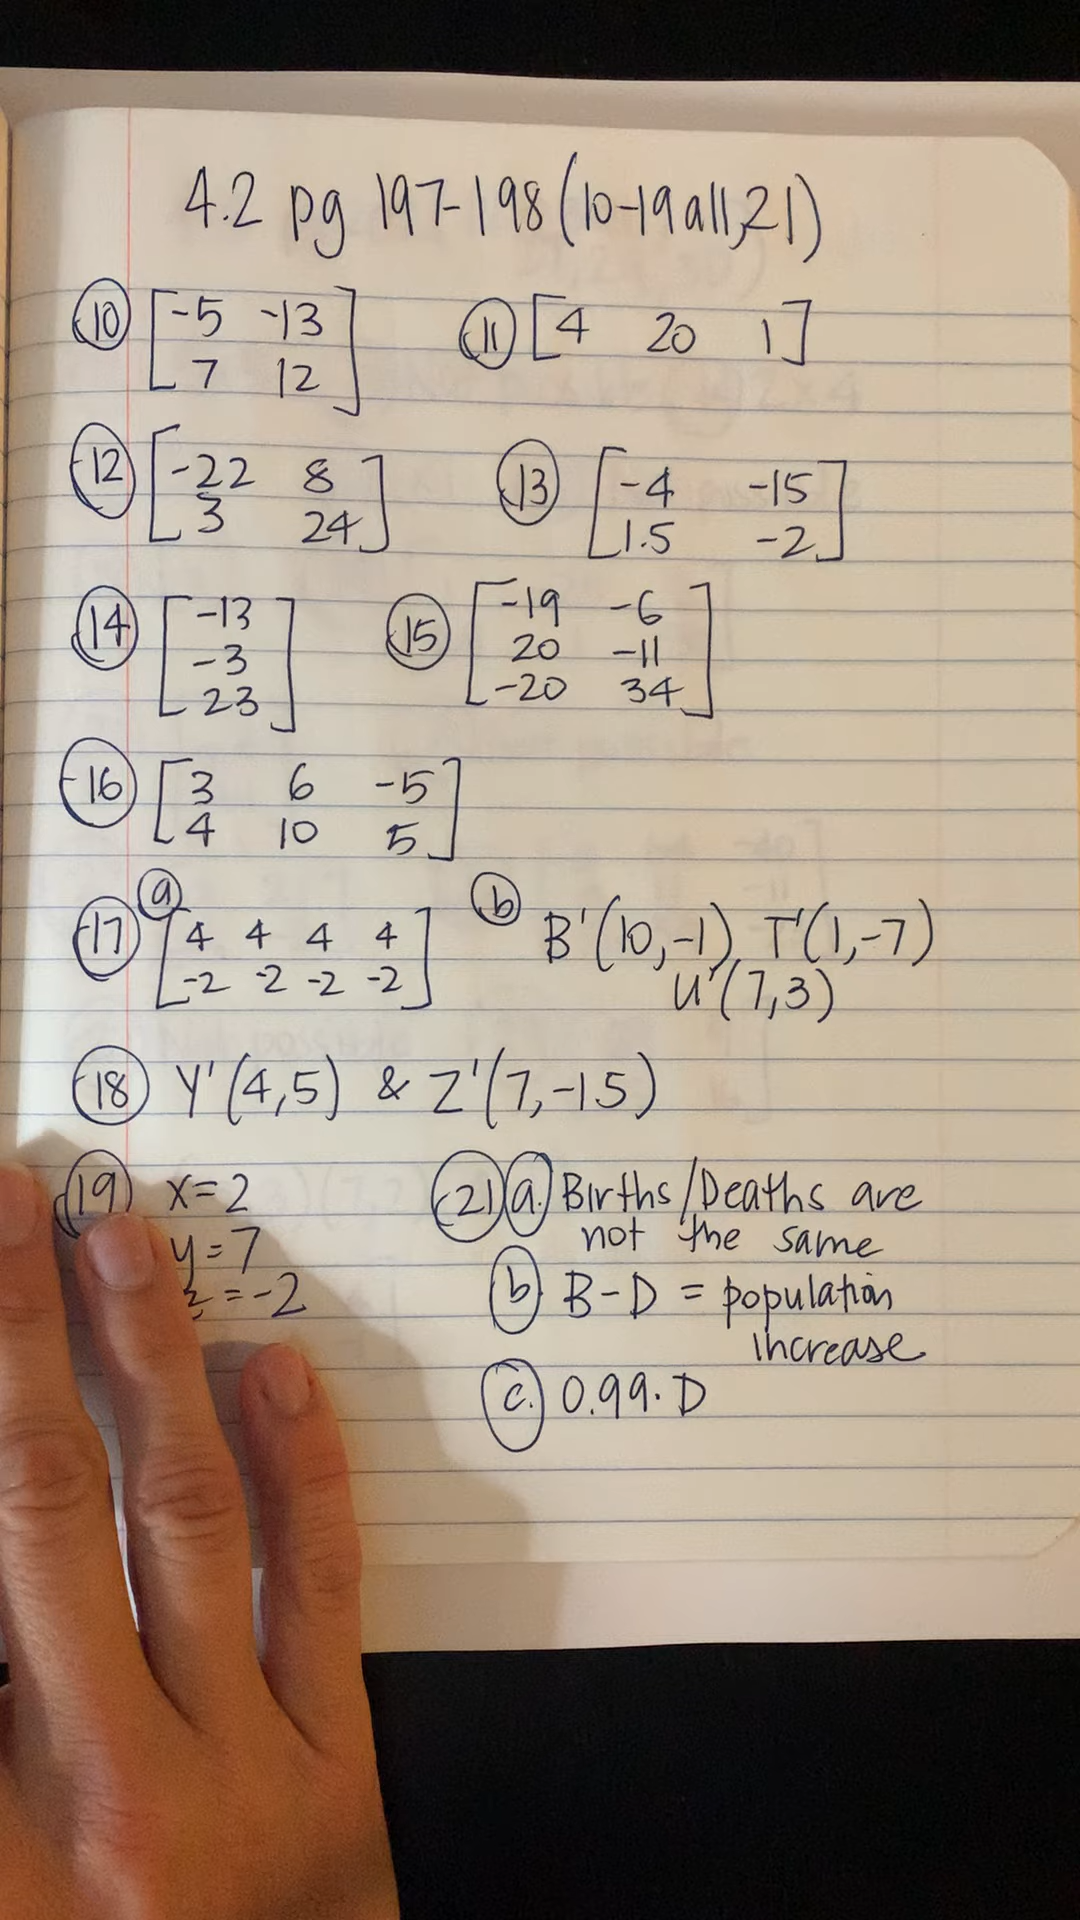 4.2 pg 197-198 (10-19 all, 21)
10 [-5 -13
7 12]
11 [4 20 1]
12 [-22 8
3 24]
13 [-4 -15
1.5 -2]
14 [-13
-3
23]
15 [-19 -6
20 -11
-20 34]
16 [3 6 -5
4 10 5]
17 a [4 4 4 4
-2 -2 -2 -2]
b B'(10,-1), T'(1,-7)
U'(7,3)
18 Y'(4,5) & Z'(7,-1.5)
19 x=2
y=7
z=-2
21 a. Births/Deaths are
not the same
b B-D = population
increase
c. 0.99·D